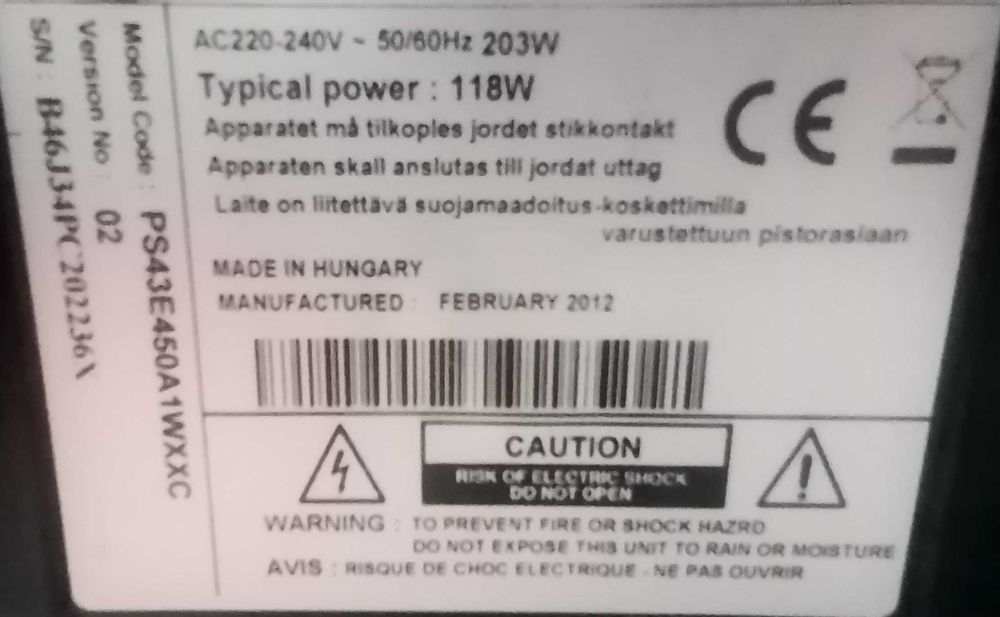 AC220-240V ~ 50/60Hz 203W
Typical power : 118W
Apparatet må tilkoples jordet stikkontakt
Apparaten skall anslutas till jordat uttag
Laite on liitettävä suojamaadoitus-koskettimilla
varustettuun pistorasiaan
MADE IN HUNGARY
MANUFACTURED : FEBRUARY 2012
CE
Model Code : PS43E450A1WXXC
Version No : 02
S/N : B46J34PC202236A
CAUTION
RISK OF ELECTRIC SHOCK
DO NOT OPEN
WARNING : TO PREVENT FIRE OR SHOCK HAZRD
DO NOT EXPOSE THIS UNIT TO RAIN OR MOISTURE
AVIS : RISQUE DE CHOC ELECTRIQUE - NE PAS OUVRIR